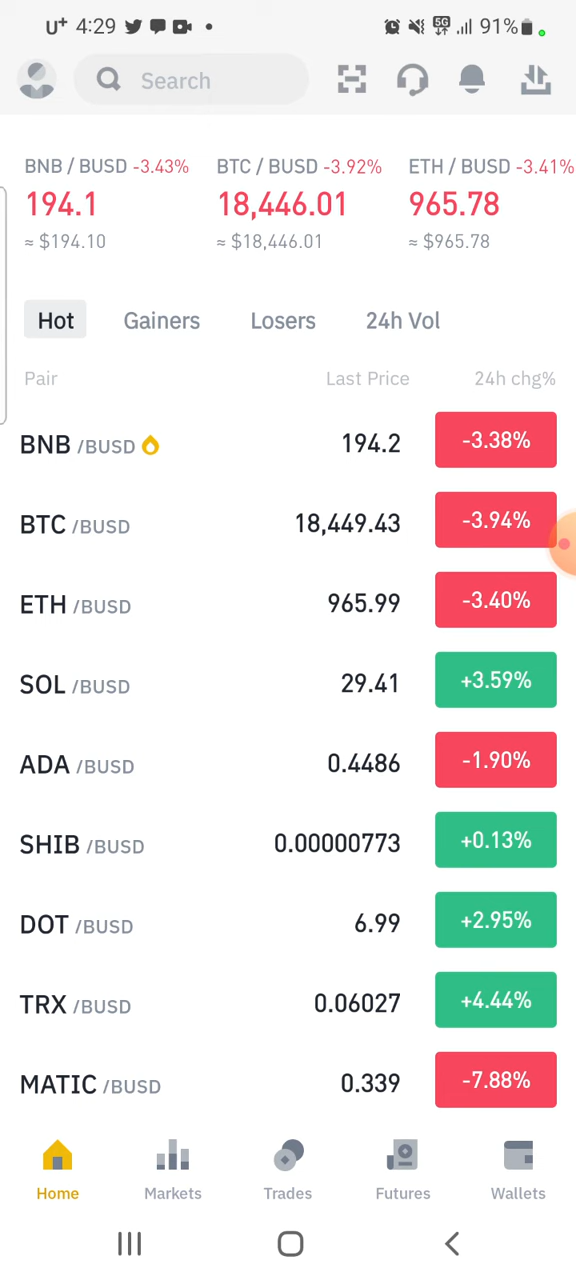 U+ 4:29 5G 91%
Search
BNB / BUSD -3.43% BTC / BUSD -3.92% ETH / BUSD -3.41%
194.1 18,446.01 965.78
≈ $194.10 ≈ $18,446.01 ≈ $965.78
Hot Gainers Losers 24h Vol
Pair Last Price 24h chg%
BNB /BUSD 194.2 -3.38%
BTC /BUSD 18,449.43 -3.94%
ETH /BUSD 965.99 -3.40%
SOL /BUSD 29.41 +3.59%
ADA /BUSD 0.4486 -1.90%
SHIB /BUSD 0.00000773 +0.13%
DOT /BUSD 6.99 +2.95%
TRX /BUSD 0.06027 +4.44%
MATIC /BUSD 0.339 -7.88%
Home Markets Trades Futures Wallets